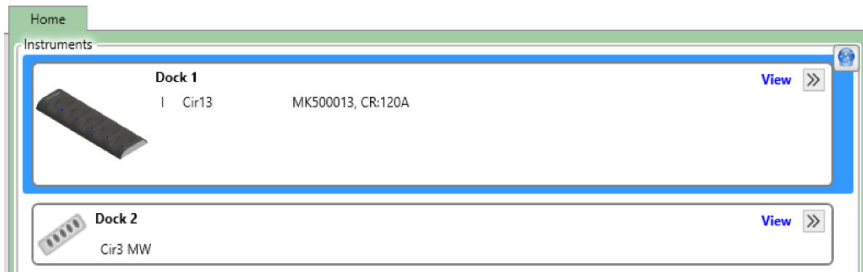 Home
Instruments
Dock 1 View
I Cir13 MK500013, CR:120A
Dock 2 View
Cir3 MW